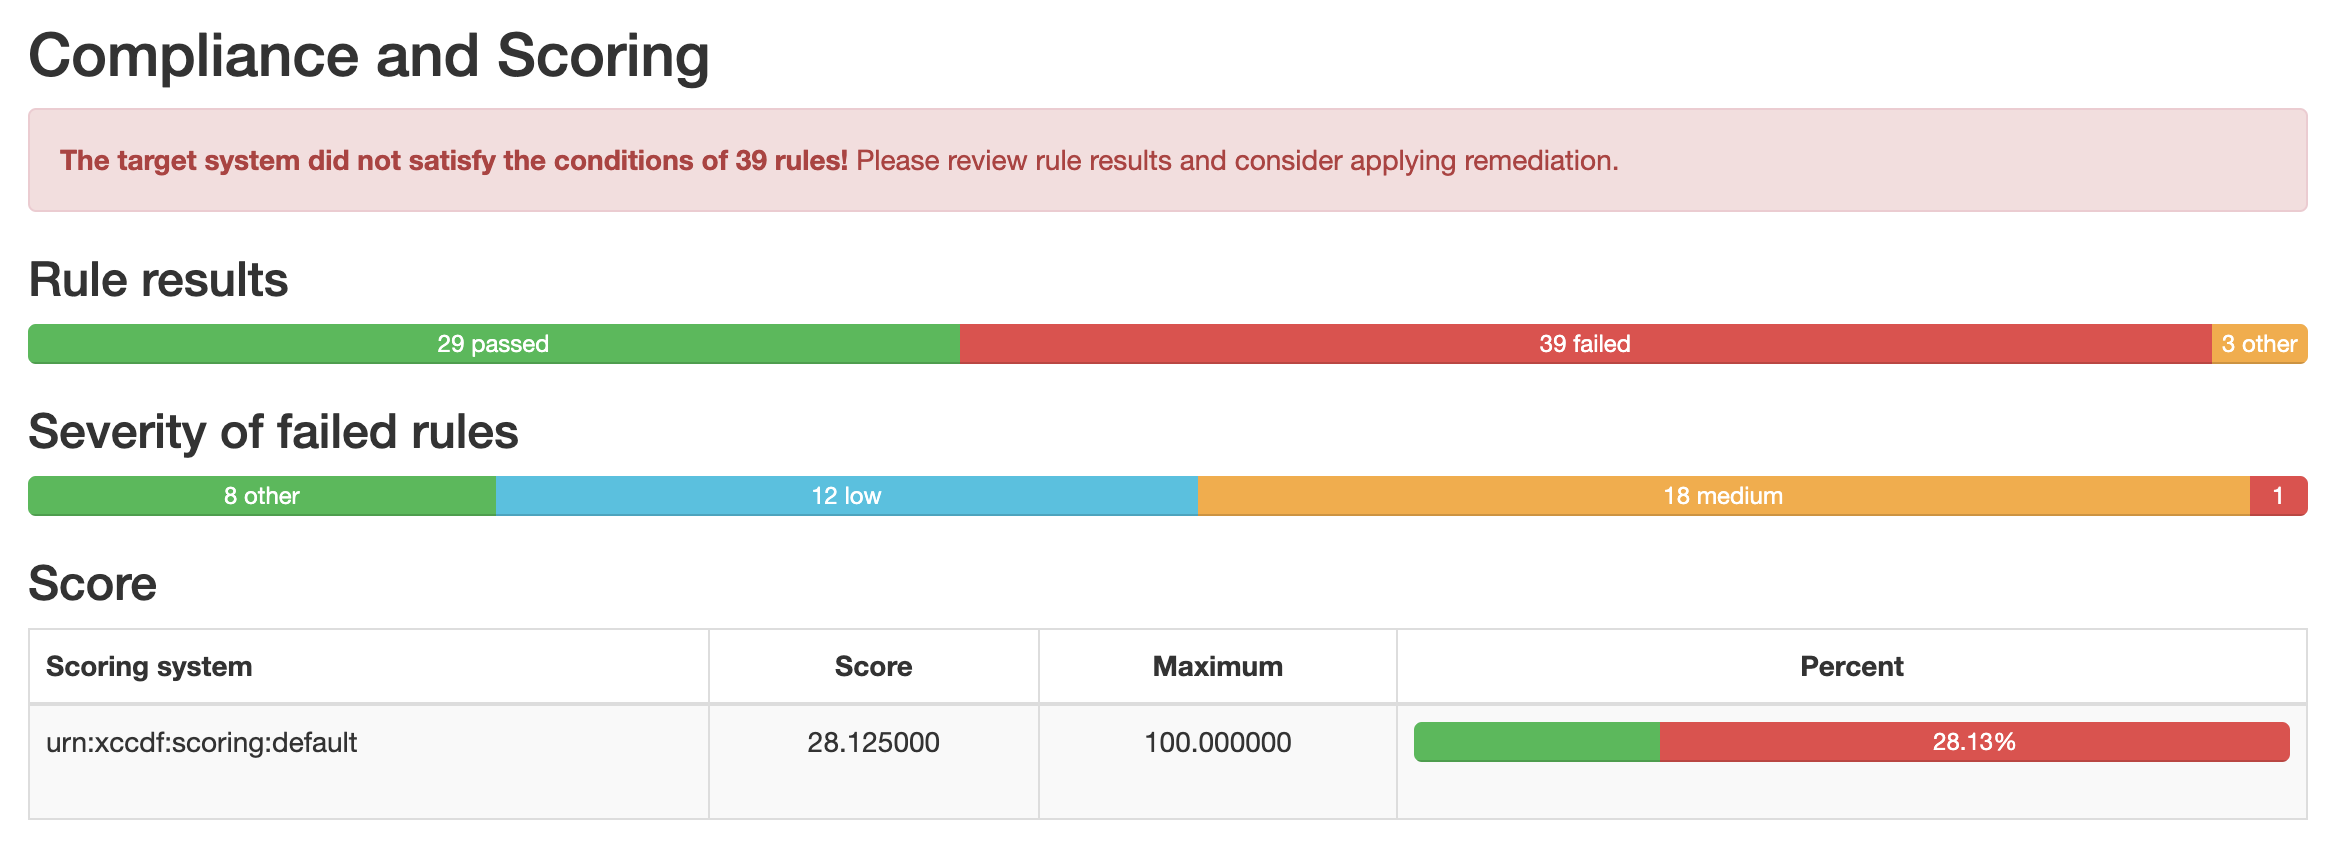 Compliance and Scoring
The target system did not satisfy the conditions of 39 rules! Please review rule results and consider applying remediation.
Rule results
29 passed 39 failed 3 other
Severity of failed rules
8 other 12 low 18 medium 1
Score
Scoring system Score Maximum Percent
urn:xccdf:scoring:default 28.125000 100.000000 28.13%